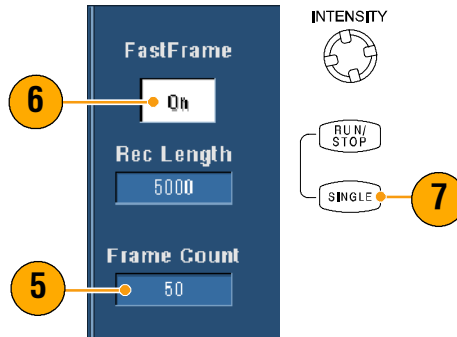 FastFrame
6
On
Rec Length
5000
Frame Count
5
50
INTENSITY
RUN/
STOP
SINGLE
7